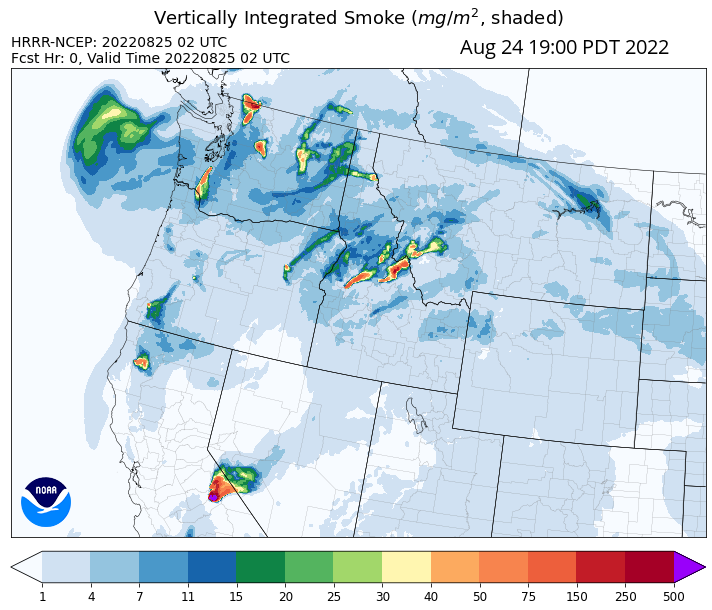 Vertically Integrated Smoke (mg/m², shaded)
HRRR-NCEP: 20220825 02 UTC
Fcst Hr: 0, Valid Time 20220825 02 UTC
Aug 24 19:00 PDT 2022
NOAA
1 4 7 11 15 20 25 30 40 50 75 150 250 500